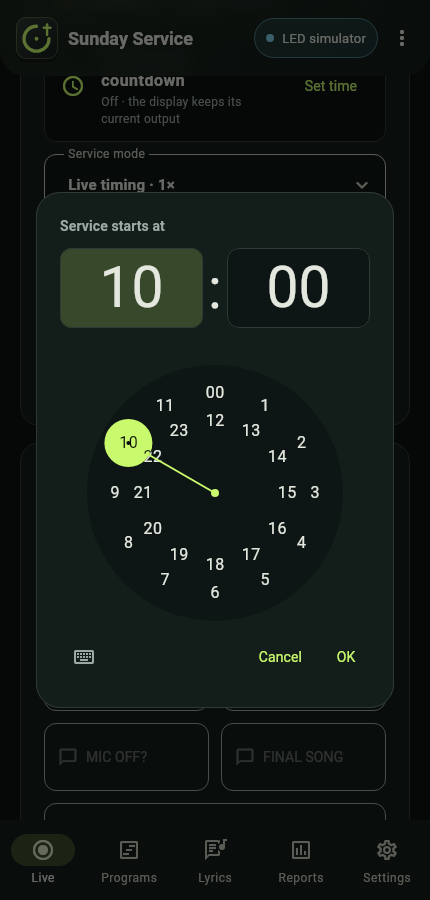 Sunday Service
LED simulator
countdown
Off · the display keeps its
current output
Set time
Service mode
Live timing · 1×
Service starts at
10 : 00
00
11 1
12
10 23 13 2
22 14
9 21 15 3
20 16
8 4
19 17
18
7 5
6
Cancel OK
MIC OFF? FINAL SONG
Live Programs Lyrics Reports Settings